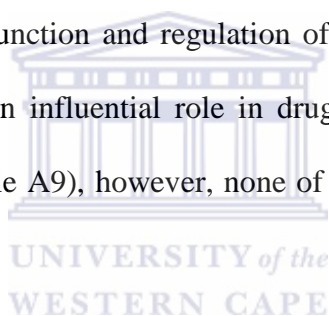 unction and regulation of
n influential role in drug
e A9), however, none of
UNIVERSITY of the
WESTERN CAPE